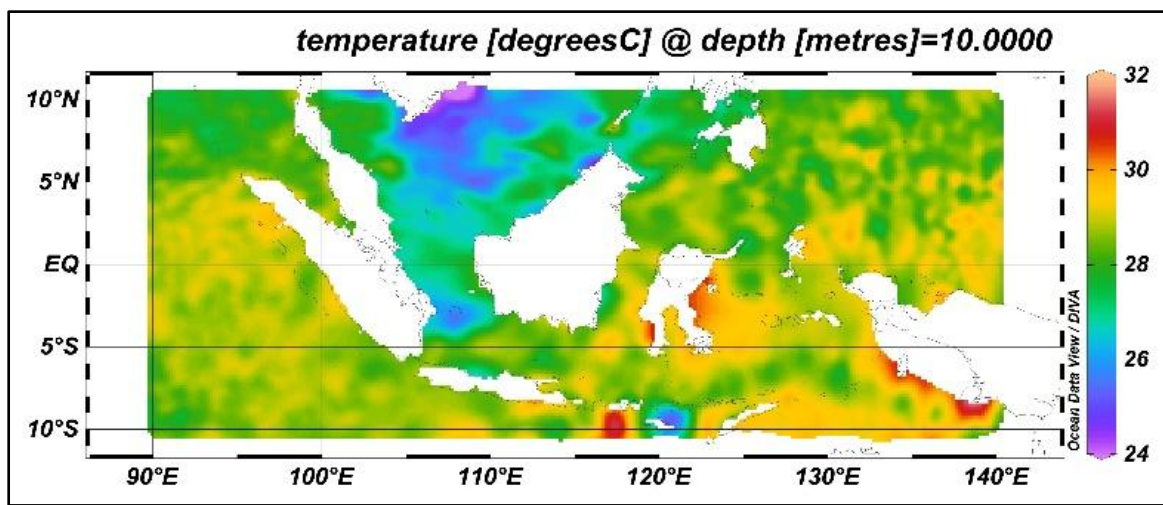 temperature [degreesC] @ depth [metres]=10.0000
10°N
5°N
EQ
5°S
10°S
90°E
100°E
110°E
120°E
130°E
140°E
32
30
28
26
24
Ocean Data View / DIVA